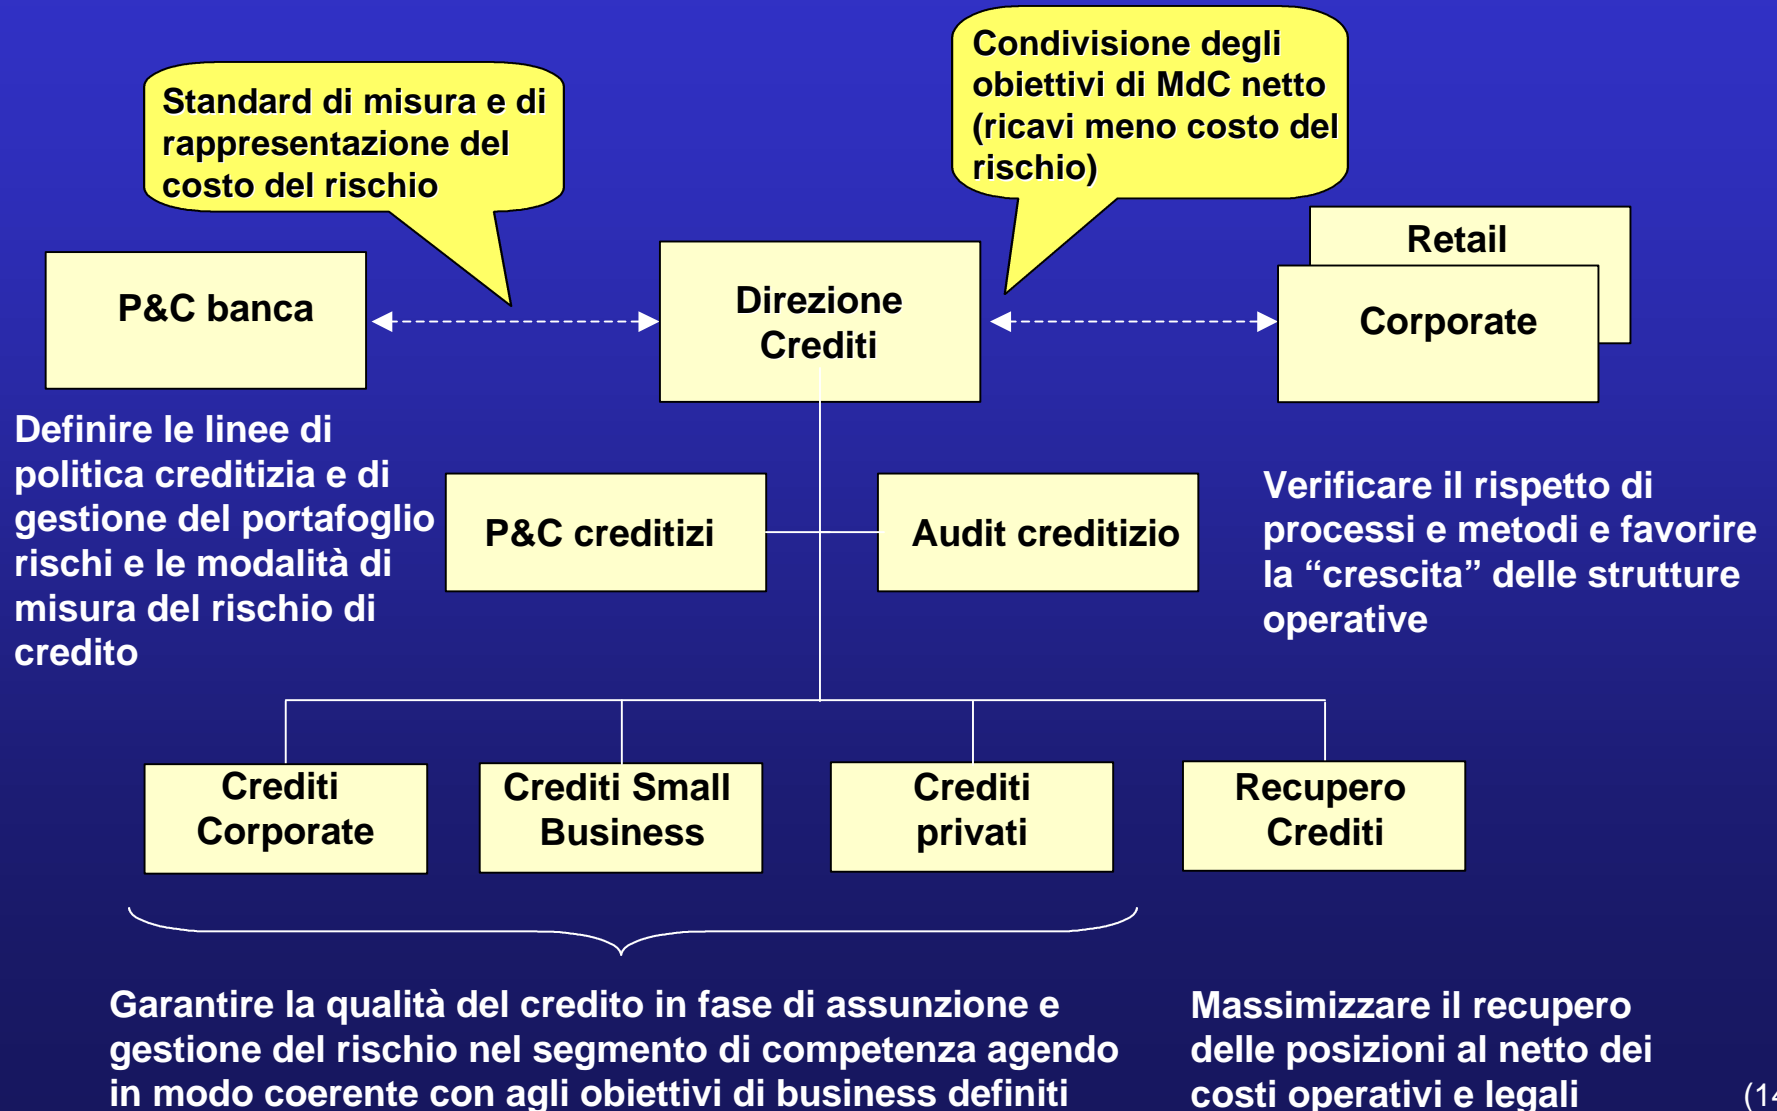 Condivisione degli
obiettivi di MdC netto
(ricavi meno costo del
rischio)
Standard di misura e di
rappresentazione del
costo del rischio
P&C banca
Direzione
Crediti
Retail
Corporate
Definire le linee di
politica creditizia e di
gestione del portafoglio
rischi e le modalità di
misura del rischio di
credito
P&C creditizi
Audit creditizio
Verificare il rispetto di
processi e metodi e favorire
la “crescita” delle strutture
operative
Crediti
Corporate
Crediti Small
Business
Crediti
privati
Recupero
Crediti
Garantire la qualità del credito in fase di assunzione e
gestione del rischio nel segmento di competenza agendo
in modo coerente con agli obiettivi di business definiti
Massimizzare il recupero
delle posizioni al netto dei
costi operativi e legali